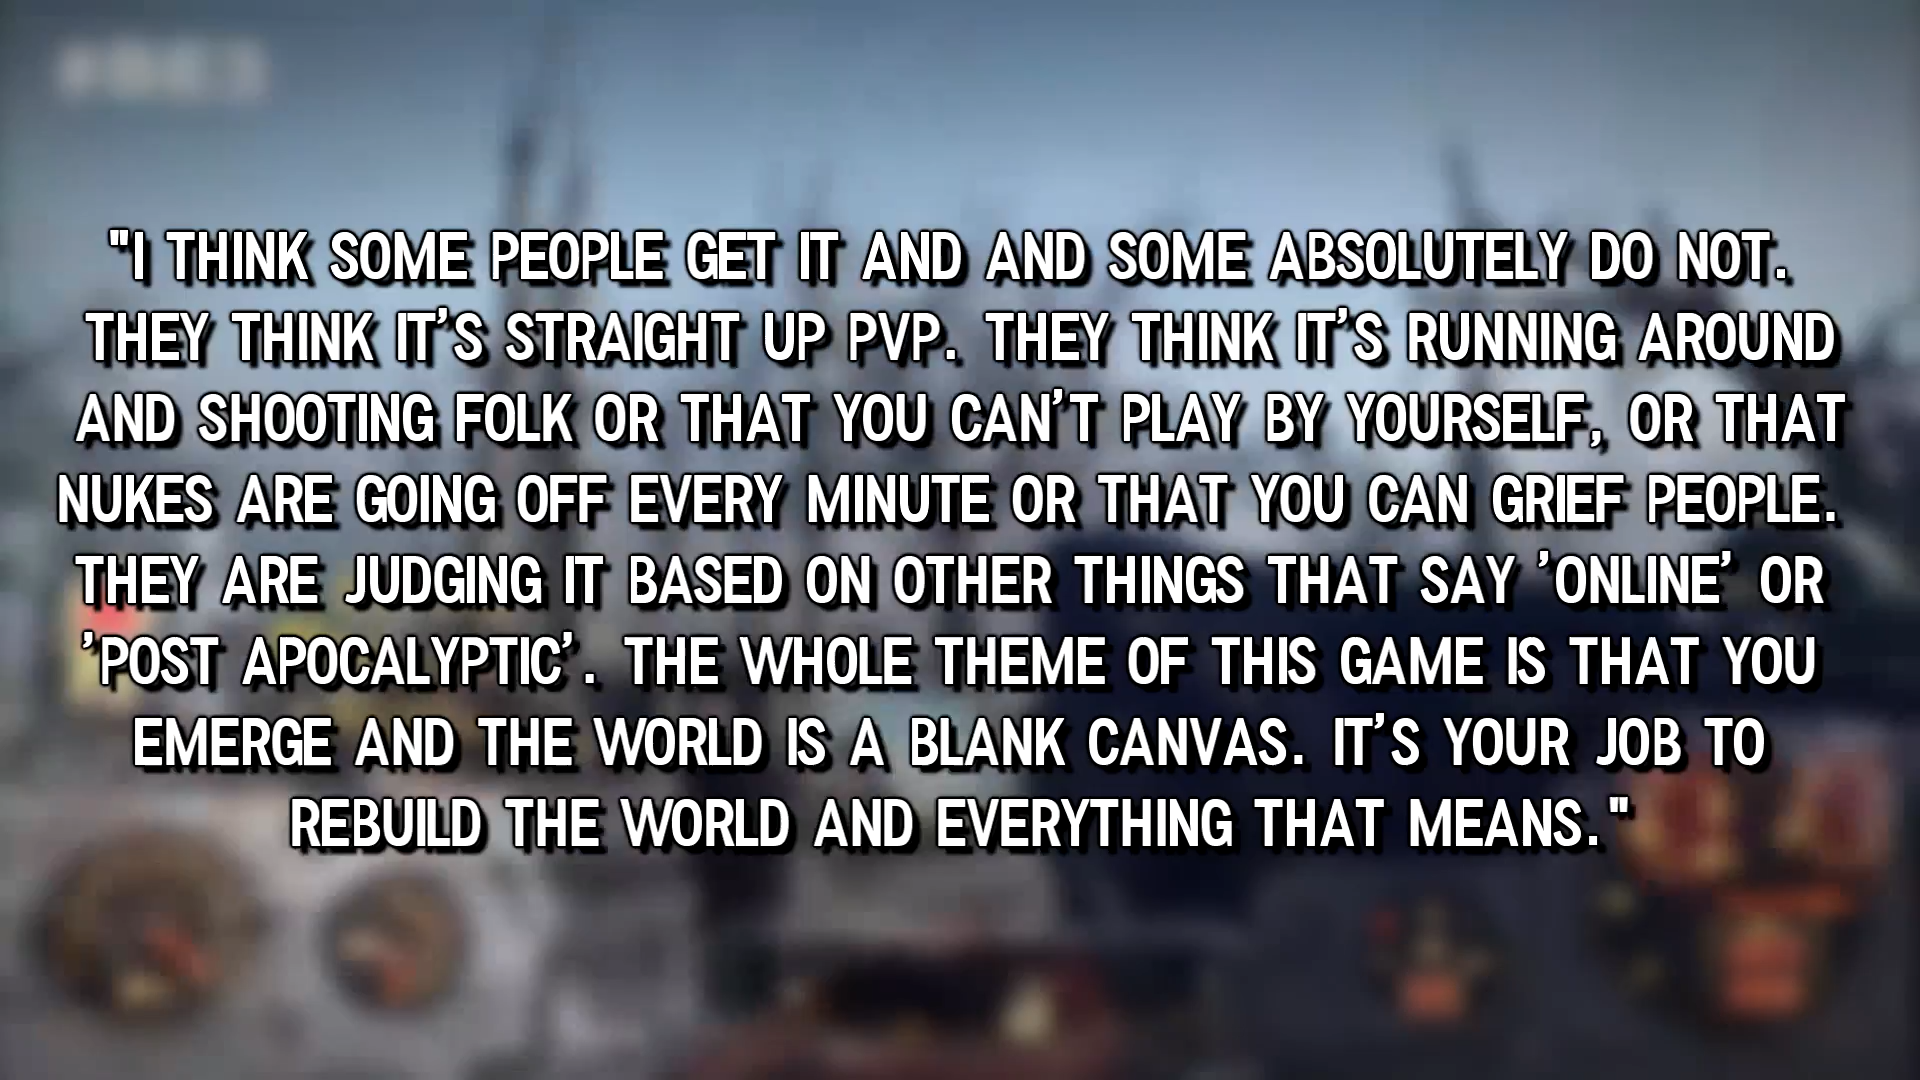 "I THINK SOME PEOPLE GET IT AND AND SOME ABSOLUTELY DO NOT.
THEY THINK IT'S STRAIGHT UP PVP. THEY THINK IT'S RUNNING AROUND
AND SHOOTING FOLK OR THAT YOU CAN'T PLAY BY YOURSELF, OR THAT
NUKES ARE GOING OFF EVERY MINUTE OR THAT YOU CAN GRIEF PEOPLE.
THEY ARE JUDGING IT BASED ON OTHER THINGS THAT SAY 'ONLINE' OR
'POST APOCALYPTIC'. THE WHOLE THEME OF THIS GAME IS THAT YOU
EMERGE AND THE WORLD IS A BLANK CANVAS. IT'S YOUR JOB TO
REBUILD THE WORLD AND EVERYTHING THAT MEANS."